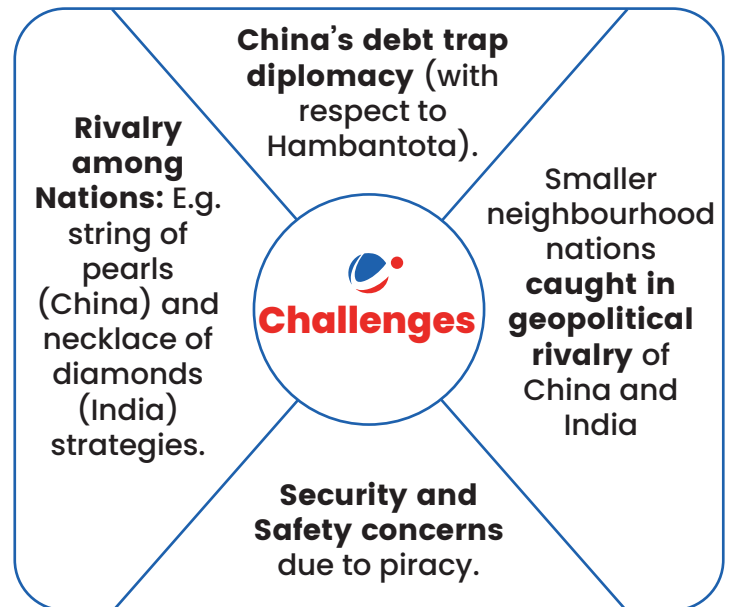 China’s debt trap
diplomacy (with
respect to
Hambantota).
Rivalry
among
Nations: E.g.
string of
pearls
(China) and
necklace of
diamonds
(India)
strategies.
Challenges
Smaller
neighbourhood
nations
caught in
geopolitical
rivalry of
China and
India
Security and
Safety concerns
due to piracy.